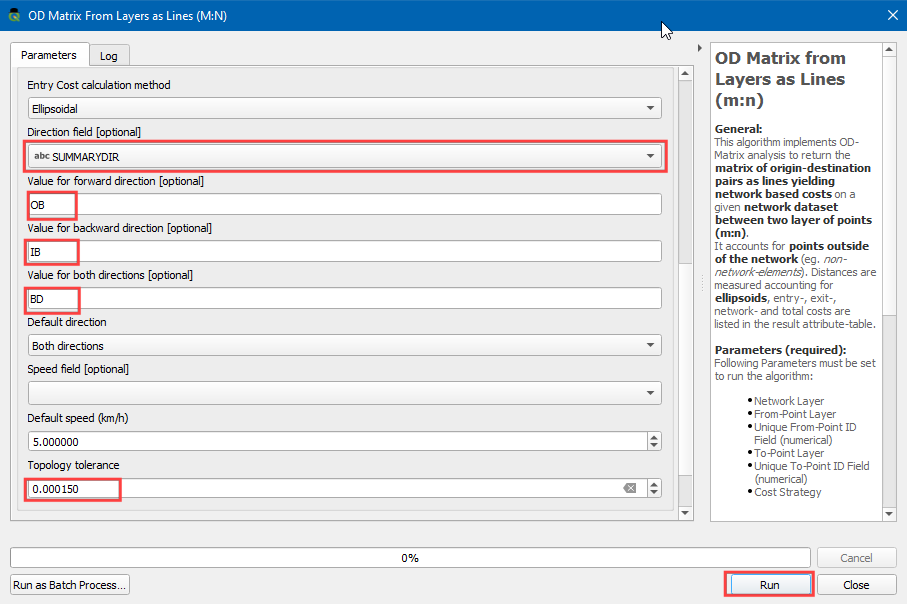 OD Matrix From Layers as Lines (M:N)
Parameters
Log
Entry Cost calculation method
Ellipsoidal
Direction field [optional]
abc SUMMARYDIR
Value for forward direction [optional]
OB
Value for backward direction [optional]
IB
Value for both directions [optional]
BD
Default direction
Both directions
Speed field [optional]
Default speed (km/h)
5.000000
Topology tolerance
0.000150
OD Matrix from
Layers as Lines
(m:n)
General:
This algorithm implements OD-
Matrix analysis to return the
matrix of origin-destination
pairs as lines yielding
network based costs on a
given network dataset
between two layer of points
(m:n).
It accounts for points outside
of the network (eg. non-
network-elements). Distances are
measured accounting for
ellipsoids, entry-, exit-,
network- and total costs are
listed in the result attribute-table.
Parameters (required):
Following Parameters must be set
to run the algorithm:
• Network Layer
• From-Point Layer
• Unique From-Point ID
Field (numerical)
• To-Point Layer
• Unique To-Point ID Field
(numerical)
• Cost Strategy
0%
Cancel
Run as Batch Process...
Run
Close